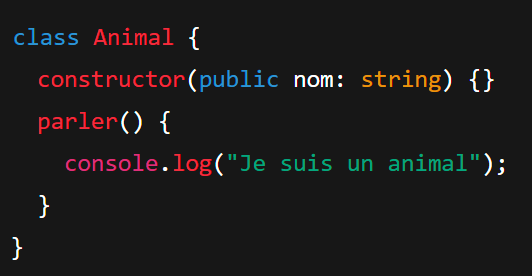 class Animal {
  constructor(public nom: string) {}
  parler() {
    console.log("Je suis un animal");
  }
}